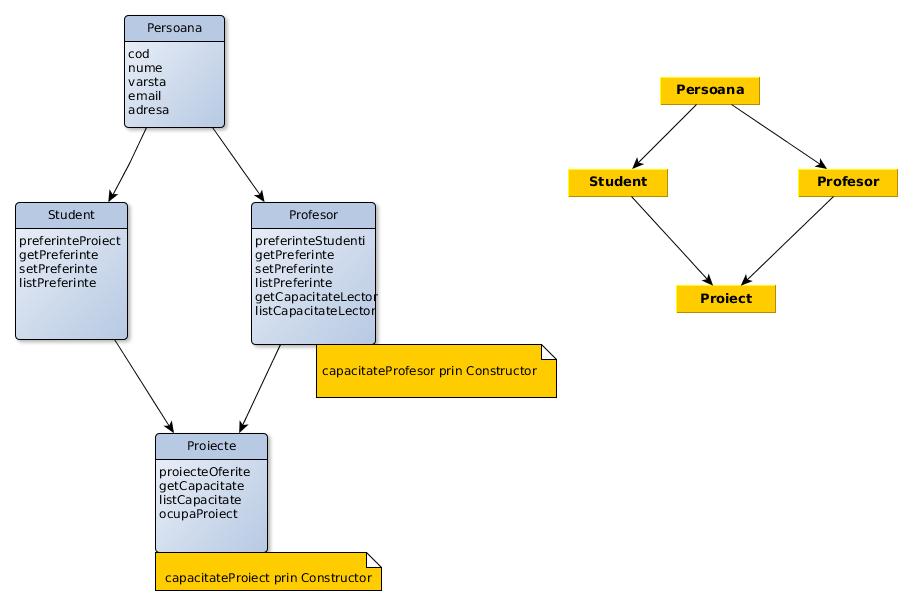 Persoana
cod
nume
varsta
email
adresa
Student
preferinteProiect
getPreferinte
setPreferinte
listPreferinte
Profesor
preferinteStudenti
getPreferinte
setPreferinte
listPreferinte
getCapacitateLector
listCapacitateLector
capacitateProfesor prin Constructor
Proiecte
proiecteOferite
getCapacitate
listCapacitate
ocupaProiect
capacitateProiect prin Constructor
Persoana
Student
Profesor
Proiect